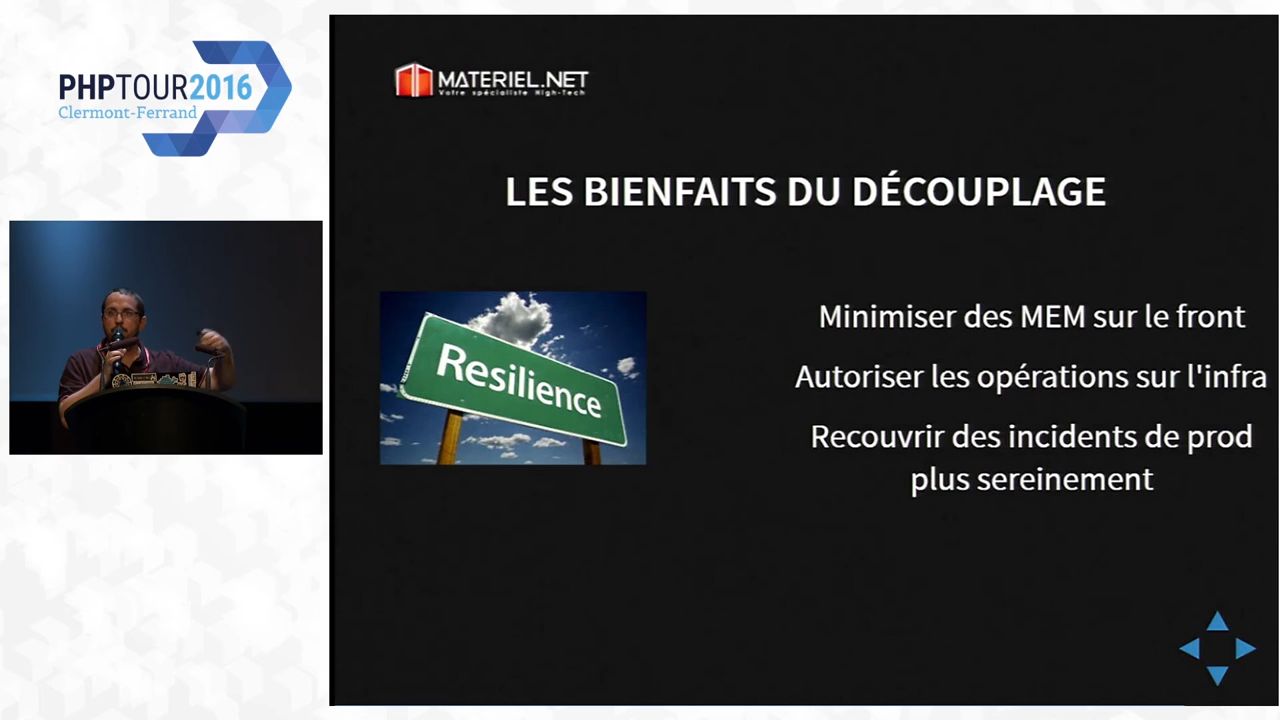 PHPTOUR2016
Clermont-Ferrand
MATERIEL.NET
Votre spécialiste High-Tech
LES BIENFAITS DU DÉCOUPLAGE
Resilience
Minimiser des MEM sur le front
Autoriser les opérations sur l'infra
Recouvrir des incidents de prod
plus sereinement